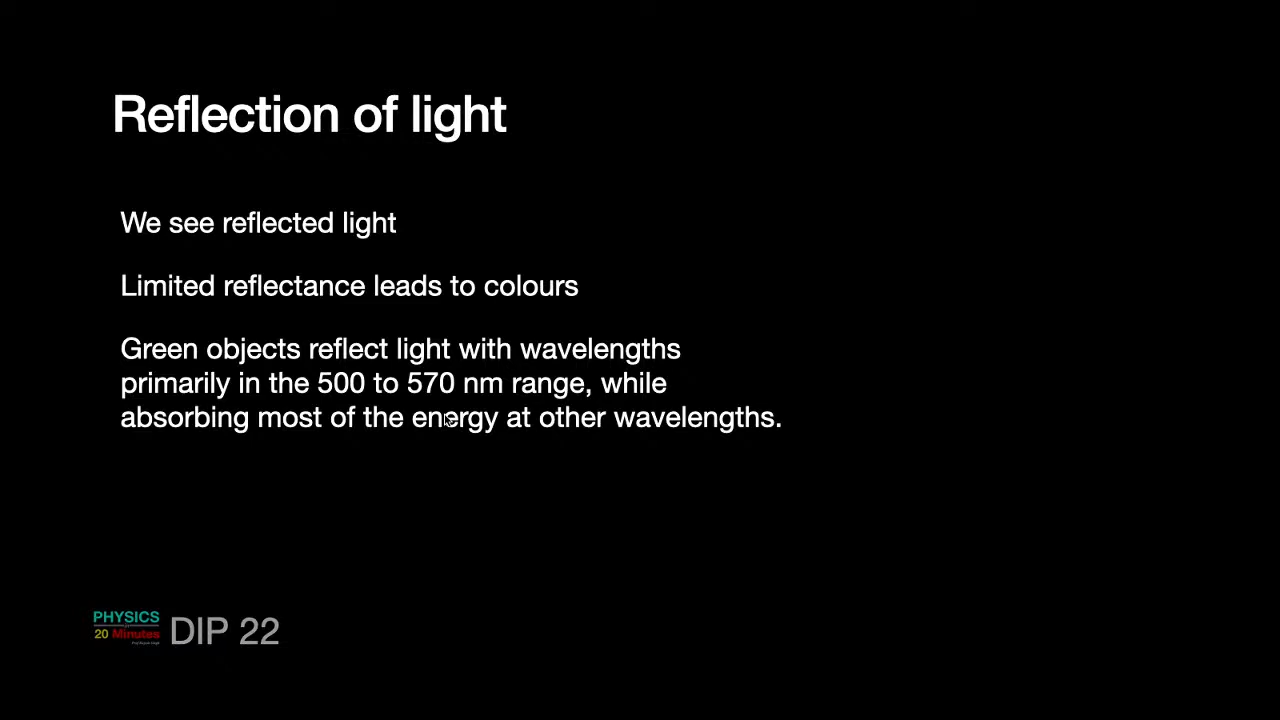 Reflection of light
We see reflected light
Limited reflectance leads to colours
Green objects reflect light with wavelengths
primarily in the 500 to 570 nm range, while
absorbing most of the energy at other wavelengths.
PHYSICS
20 Minutes
DIP 22